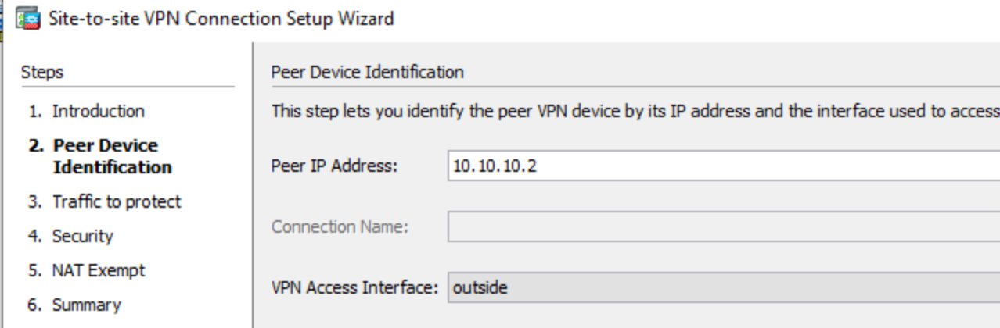 Site-to-site VPN Connection Setup Wizard
Steps
1. Introduction
2. Peer Device
Identification
3. Traffic to protect
4. Security
5. NAT Exempt
6. Summary
Peer Device Identification
This step lets you identify the peer VPN device by its IP address and the interface used to access
Peer IP Address: 10.10.10.2
Connection Name:
VPN Access Interface: outside